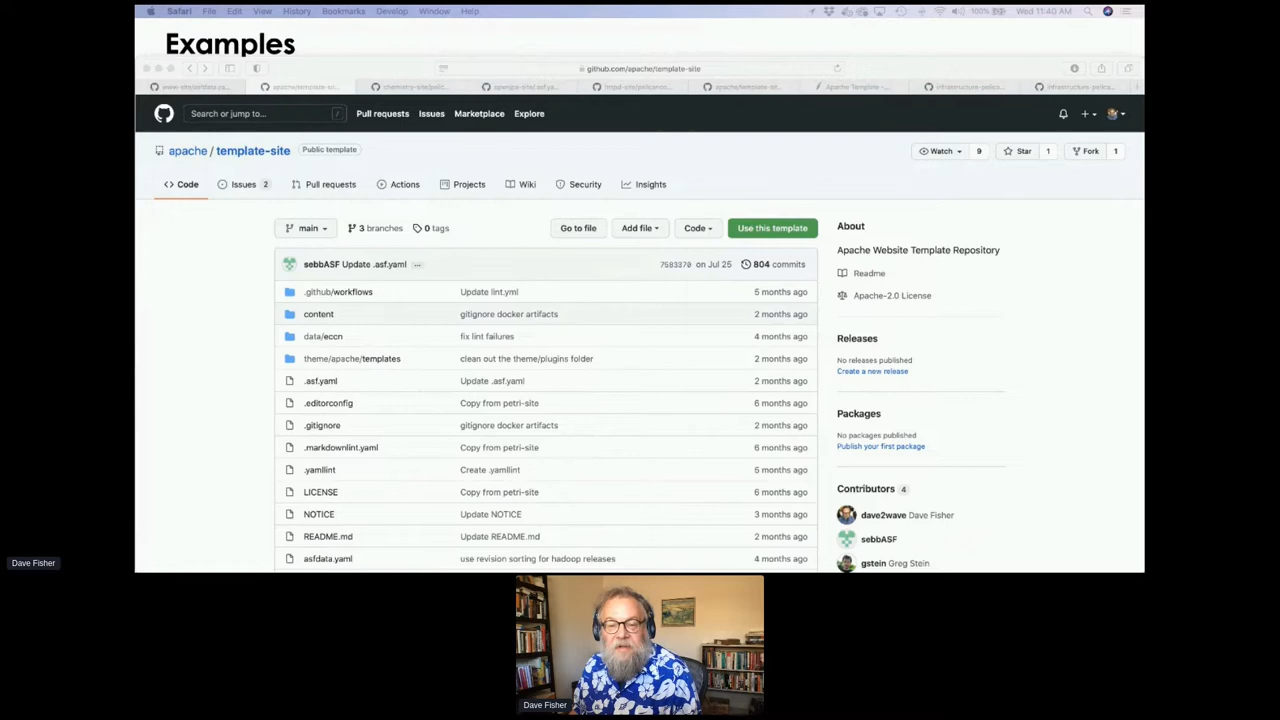 Safari File Edit View History Bookmarks Develop Window Help 100% Wed 11:40 AM
Examples
github.com/apache/template-site
Search or jump to... / Pull requests Issues Marketplace Explore
apache / template-site Public template Watch 9 Star 1 Fork 1
Code Issues 2 Pull requests Actions Projects Wiki Security Insights
main 3 branches 0 tags Go to file Add file Code Use this template
About
Apache Website Template Repository
Readme
Apache-2.0 License
Releases
No releases published
Create a new release
Packages
No packages published
Publish your first package
Contributors 4
dave2wave Dave Fisher
sebbASF
gstein Greg Stein
sebbASF Update .asf.yaml ... 7583370 on Jul 25 804 commits
.github/workflows Update lint.yml 5 months ago
content gitignore docker artifacts 2 months ago
data/eccn fix lint failures 4 months ago
theme/apache/templates clean out the theme/plugins folder 2 months ago
.asf.yaml Update .asf.yaml 2 months ago
.editorconfig Copy from petri-site 6 months ago
.gitignore gitignore docker artifacts 2 months ago
.markdownlint.yaml Copy from petri-site 6 months ago
.yamllint Create .yamllint 5 months ago
LICENSE Copy from petri-site 6 months ago
NOTICE Update NOTICE 3 months ago
README.md Update README.md 2 months ago
asfdata.yaml use revision sorting for hadoop releases 4 months ago
Dave Fisher
Dave Fisher